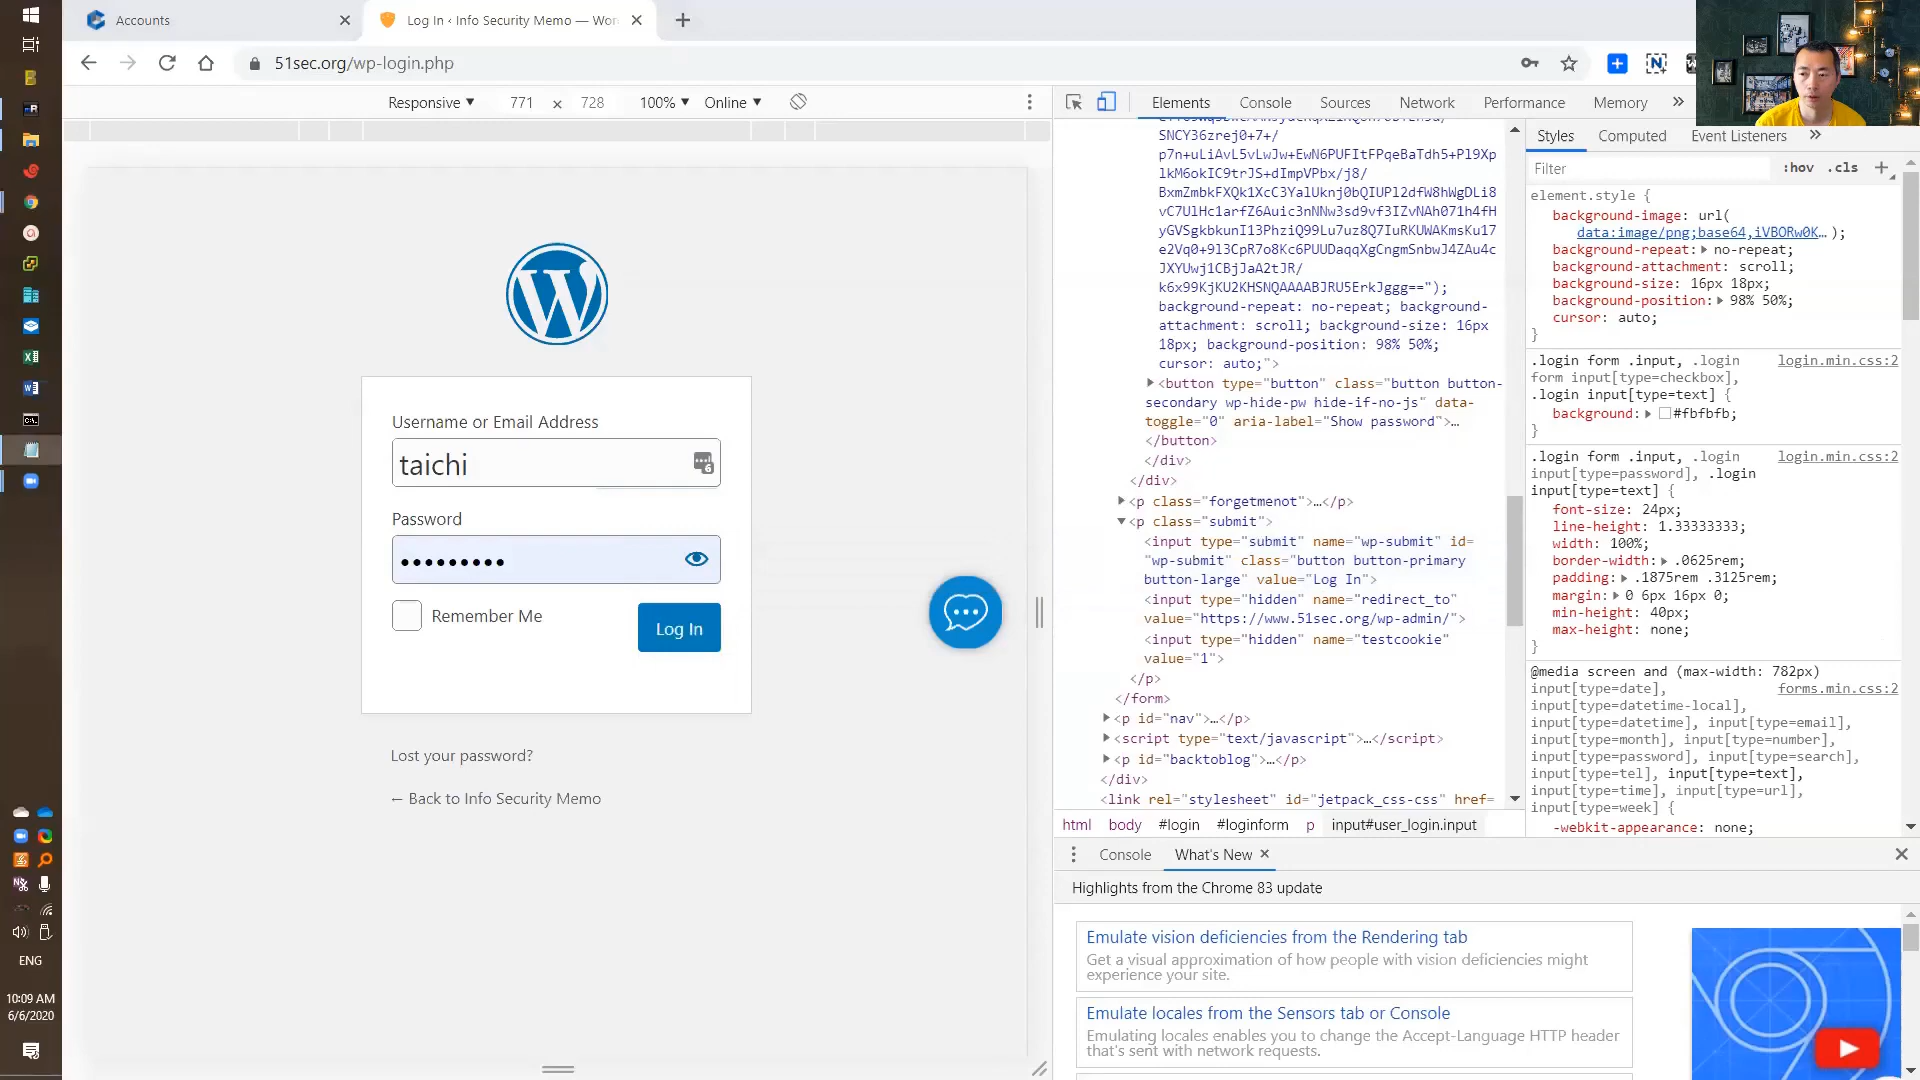 Accounts
Log In ‹ Info Security Memo — Wor
51sec.org/wp-login.php
Responsive ▼ 771 × 728 100% ▼ Online ▼
Elements Console Sources Network Performance Memory »
SNCY36zrej0+7+/
p7n+uLiAvL5vLwJw+EwN6PUFItFPqeBaTdh5+Pl9Xp
lkM6okIC9trJS+dImpVPbx/j8/
BxmZmbkFXQk1XcC3YalUknj0bQIUPl2dfW8hWgDLi8
vC7UlHc1arfZ6Auic3nNNw3sd9vf3IZvNAh071h4fH
yGVSgkbkunI13PhziQ99Lu7uz8Q7IuRKUWAKmsKu17
e2Vq0+9l3CpR7o8Kc6PUUDaqqXgCngmSnbwJ4ZAu4c
JXYUwj1CBjJaA2tJR/
k6x99KjKU2KHSNQAAAABJRU5ErkJggg==");
background-repeat: no-repeat; background-
attachment: scroll; background-size: 16px
18px; background-position: 98% 50%;
cursor: auto;">
<button type="button" class="button button-
secondary wp-hide-pw hide-if-no-js" data-
toggle="0" aria-label="Show password">…
</button>
</div>
</div>
<p class="forgetmenot">…</p>
<p class="submit">
<input type="submit" name="wp-submit" id=
"wp-submit" class="button button-primary
button-large" value="Log In">
<input type="hidden" name="redirect_to"
value="https://www.51sec.org/wp-admin/">
<input type="hidden" name="testcookie"
value="1">
</p>
</form>
<p id="nav">…</p>
<script type="text/javascript">…</script>
<p id="backtoblog">…</p>
</div>
<link rel="stylesheet" id="jetpack_css-css" href=
html body #login #loginform p input#user_login.input
Styles Computed Event Listeners »
Filter :hov .cls +
element.style {
background-image: url(
data:image/png;base64,iVBORw0K… );
background-repeat: no-repeat;
background-attachment: scroll;
background-size: 16px 18px;
background-position: 98% 50%;
cursor: auto;
}
.login form .input, .login login.min.css:2
form input[type=checkbox],
.login input[type=text] {
background: #fbfbfb;
}
.login form .input, .login login.min.css:2
input[type=password], .login
input[type=text] {
font-size: 24px;
line-height: 1.33333333;
width: 100%;
border-width: .0625rem;
padding: .1875rem .3125rem;
margin: 0 6px 16px 0;
min-height: 40px;
max-height: none;
}
@media screen and (max-width: 782px)
input[type=date], forms.min.css:2
input[type=datetime-local],
input[type=datetime], input[type=email],
input[type=month], input[type=number],
input[type=password], input[type=search],
input[type=tel], input[type=text],
input[type=time], input[type=url],
input[type=week] {
-webkit-appearance: none;
Username or Email Address
taichi
6
Password
Remember Me
Log In
Lost your password?
← Back to Info Security Memo
Console What's New
Highlights from the Chrome 83 update
Emulate vision deficiencies from the Rendering tab
Get a visual approximation of how people with vision deficiencies might
experience your site.
Emulate locales from the Sensors tab or Console
Emulating locales enables you to change the Accept-Language HTTP header
that's sent with network requests.
ENG
10:09 AM
6/6/2020